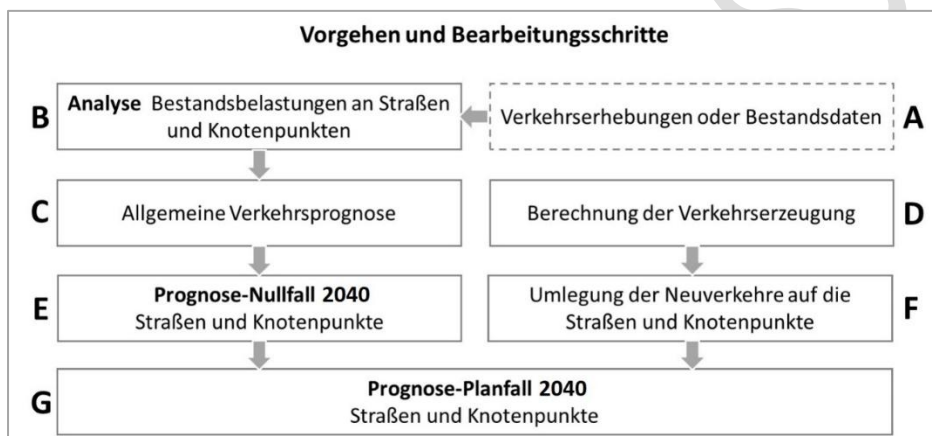 Vorgehen und Bearbeitungsschritte
B
Analyse Bestandsbelastungen an Straßen
und Knotenpunkten
Verkehrserhebungen oder Bestandsdaten
A
C
Allgemeine Verkehrsprognose
Berechnung der Verkehrserzeugung
D
E
Prognose-Nullfall 2040
Straßen und Knotenpunkte
Umlegung der Neuverkehre auf die
Straßen und Knotenpunkte
F
G
Prognose-Planfall 2040
Straßen und Knotenpunkte